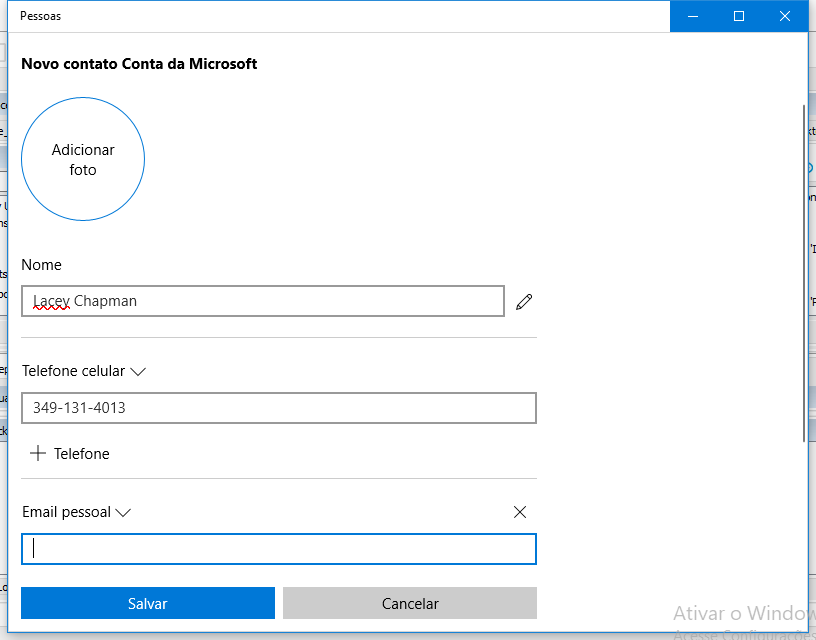 Pessoas
Novo contato Conta da Microsoft
Adicionar
foto
Nome
Lacey Chapman
Telefone celular
349-131-4013
Telefone
Email pessoal
Salvar
Cancelar
Ativar o Window
Acesse Configurações